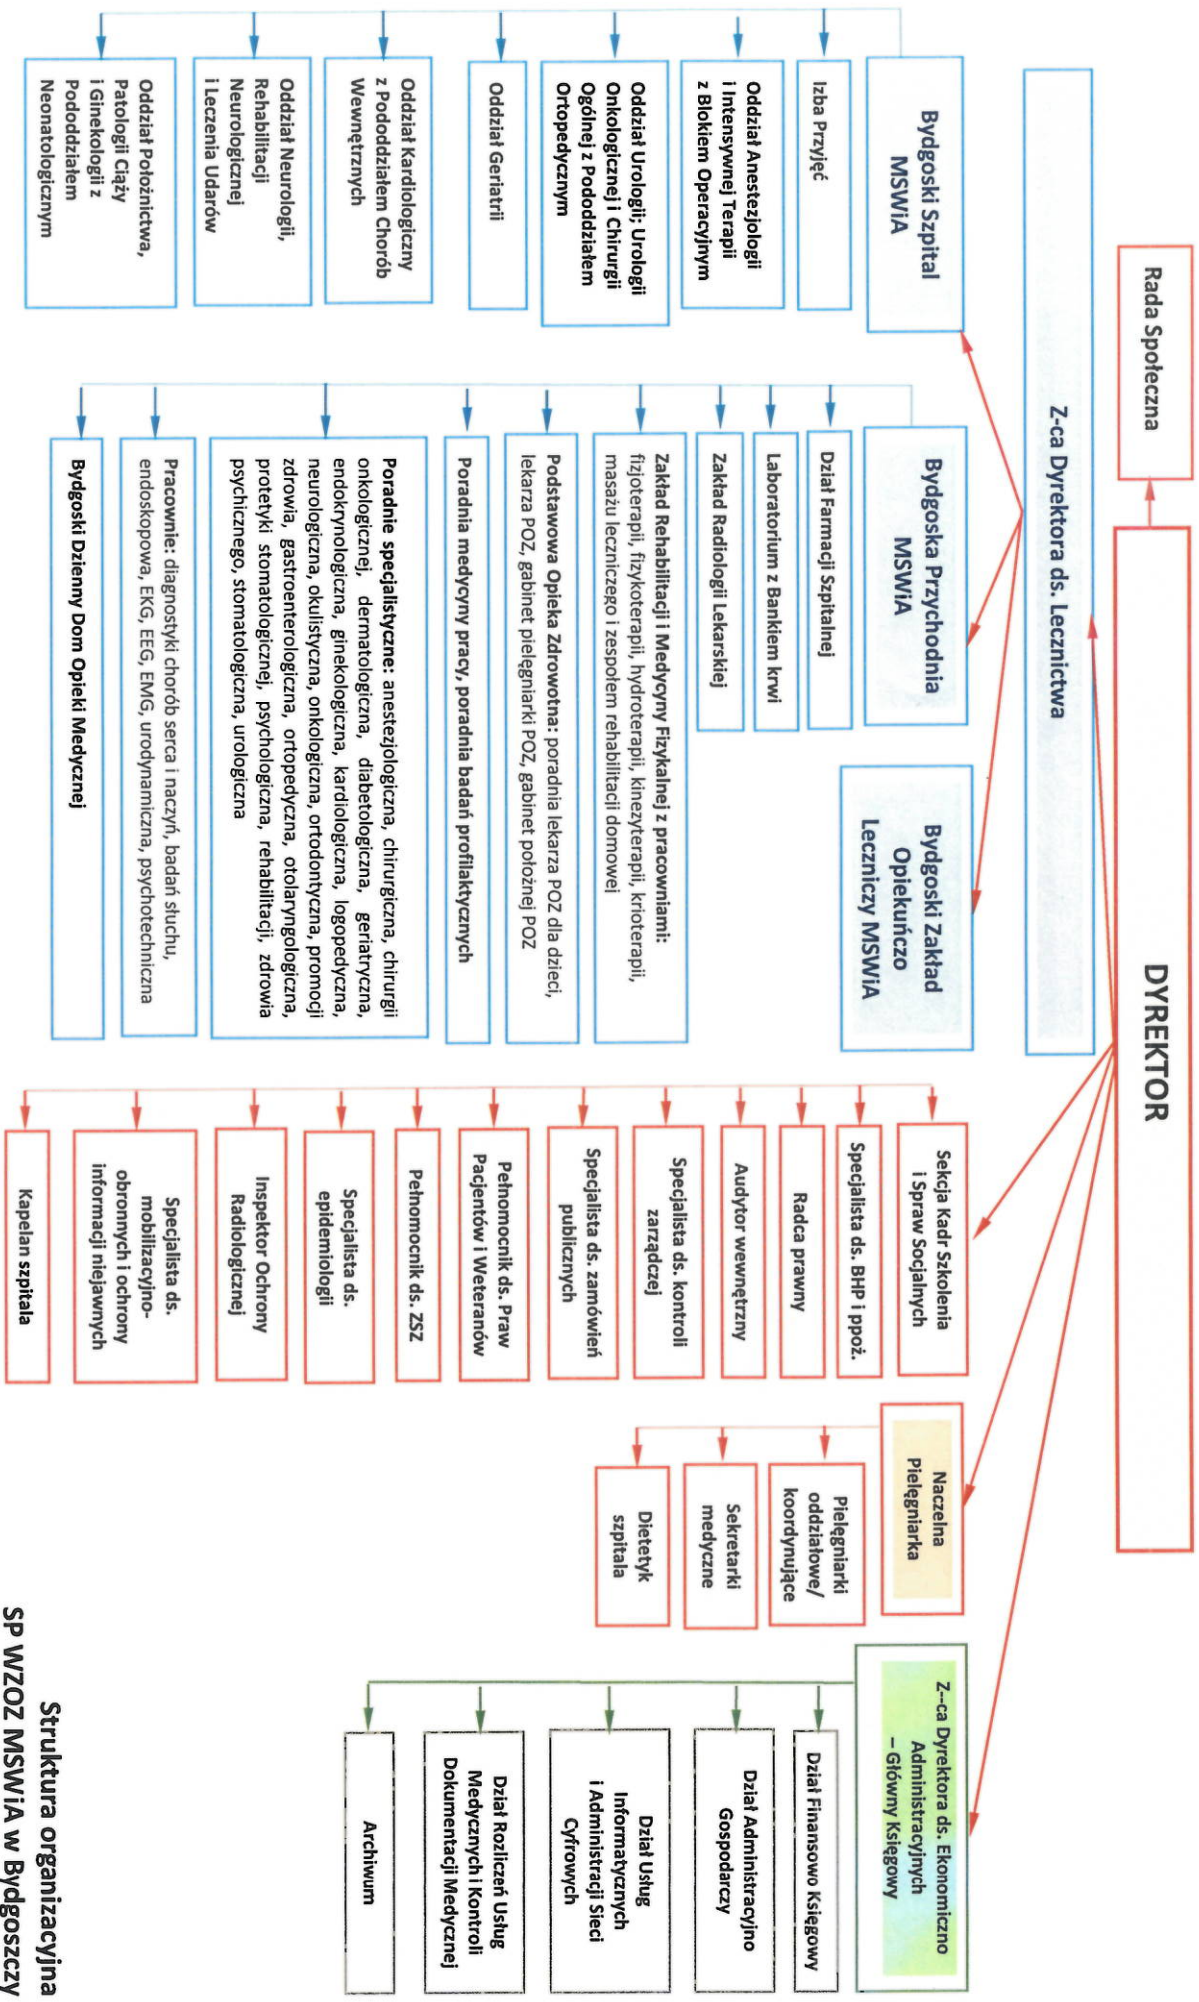 DYREKTOR
Rada Społeczna
Z-ca Dyrektora ds. Lecznictwa
Bydgoski Szpital
MSWiA
Izba Przyjęć
Oddział Anestezjologii
i Intensywnej Terapii
z Blokiem Operacyjnym
Oddział Urologii; Urologii
Onkologicznej i Chirurgii
Ogólnej z Pododdziałem
Ortopedycznym
Oddział Geriatrii
Oddział Kardiologiczny
z Pododdziałem Chorób
Wewnętrznych
Oddział Neurologii,
Rehabilitacji
Neurologicznej
i Leczenia Udarów
Oddział Położnictwa,
Patologii Ciąży
i Ginekologii z
Pododdziałem
Neonatologicznym
Bydgoska Przychodnia
MSWiA
Dział Farmacji Szpitalnej
Laboratorium z Bankiem krwi
Zakład Radiologii Lekarskiej
Zakład Rehabilitacji i Medycyny Fizykalnej z pracowniami:
fizjoterapii, fizykoterapii, hydroterapii, kinezyterapii, krioterapii,
masażu leczniczego i zespołem rehabilitacji domowej
Podstawowa Opieka Zdrowotna: poradnia lekarza POZ dla dzieci,
lekarza POZ, gabinet pielęgniarki POZ, gabinet położnej POZ
Poradnia medycyny pracy, poradnia badań profilaktycznych
Poradnie specjalistyczne: anestezjologiczna, chirurgiczna, chirurgii
onkologicznej, dermatologiczna, diabetologiczna, geriatryczna,
endokrynologiczna, ginekologiczna, kardiologiczna, logopedyczna,
neurologiczna, okulistyczna, onkologiczna, ortodontyczna, promocji
zdrowia, gastroenterologiczna, ortopedyczna, otolaryngologiczna,
protetyki stomatologicznej, psychologiczna, rehabilitacji, zdrowia
psychicznego, stomatologiczna, urologiczna
Pracownie: diagnostyki chorób serca i naczyń, badań słuchu,
endoskopowa, EKG, EEG, EMG, urodynamiczna, psychotechniczna
Bydgoski Dzienny Dom Opieki Medycznej
Bydgoski Zakład
Opiekuńczo
Leczniczy MSWiA
Sekcja Kadr Szkolenia
i Spraw Socjalnych
Specjalista ds. BHP i ppoż.
Radca prawny
Audytor wewnętrzny
Specjalista ds. kontroli
zarządczej
Specjalista ds. zamówień
publicznych
Pełnomocnik ds. Praw
Pacjentów i Weteranów
Pełnomocnik ds. ZSZ
Specjalista ds.
epidemiologii
Inspektor Ochrony
Radiologicznej
Specjalista ds.
mobilizacyjno-
obronnych i ochrony
informacji niejawnych
Kapelan szpitala
Naczelna
Pielęgniarka
Pielęgniarki
oddziałowe/
koordynujące
Sekretarki
medyczne
Dietetyk
szpitala
Z--ca Dyrektora ds. Ekonomiczno
Administracyjnych
– Główny Księgowy
Dział Finansowo Księgowy
Dział Administracyjno
Gospodarczy
Dział Usług
Informatycznych
i Administracji Sieci
Cyfrowych
Dział Rozliczeń Usług
Medycznych i Kontroli
Dokumentacji Medycznej
Archiwum
Struktura organizacyjna
SP WZOZ MSWiA w Bydgoszczy